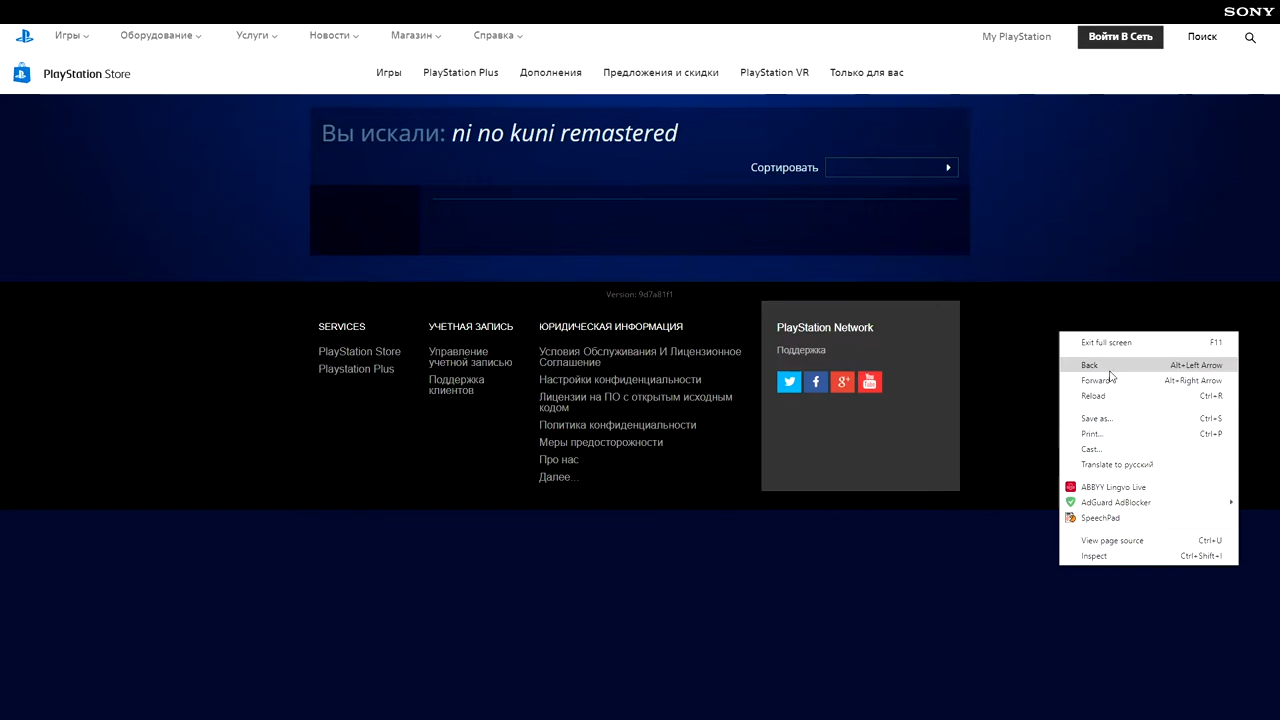 SONY
Игры
Оборудование
Услуги
Новости
Магазин
Справка
My PlayStation
Войти В Сеть
Поиск
PlayStation Store
Игры
PlayStation Plus
Дополнения
Предложения и скидки
PlayStation VR
Только для вас
Вы искали: ni no kuni remastered
Сортировать
Version: 9d7a81f1
SERVICES
PlayStation Store
Playstation Plus
УЧЕТНАЯ ЗАПИСЬ
Управление
учетной записью
Поддержка
клиентов
ЮРИДИЧЕСКАЯ ИНФОРМАЦИЯ
Условия Обслуживания И Лицензионное
Соглашение
Настройки конфиденциальности
Лицензии на ПО с открытым исходным
кодом
Политика конфиденциальности
Меры предосторожности
Про нас
Далее...
PlayStation Network
Поддержка
Exit full screen F11
Back Alt+Left Arrow
Forward Alt+Right Arrow
Reload Ctrl+R
Save as... Ctrl+S
Print... Ctrl+P
Cast...
Translate to русский
ABBYY Lingvo Live
AdGuard AdBlocker
SpeechPad
View page source Ctrl+U
Inspect Ctrl+Shift+I